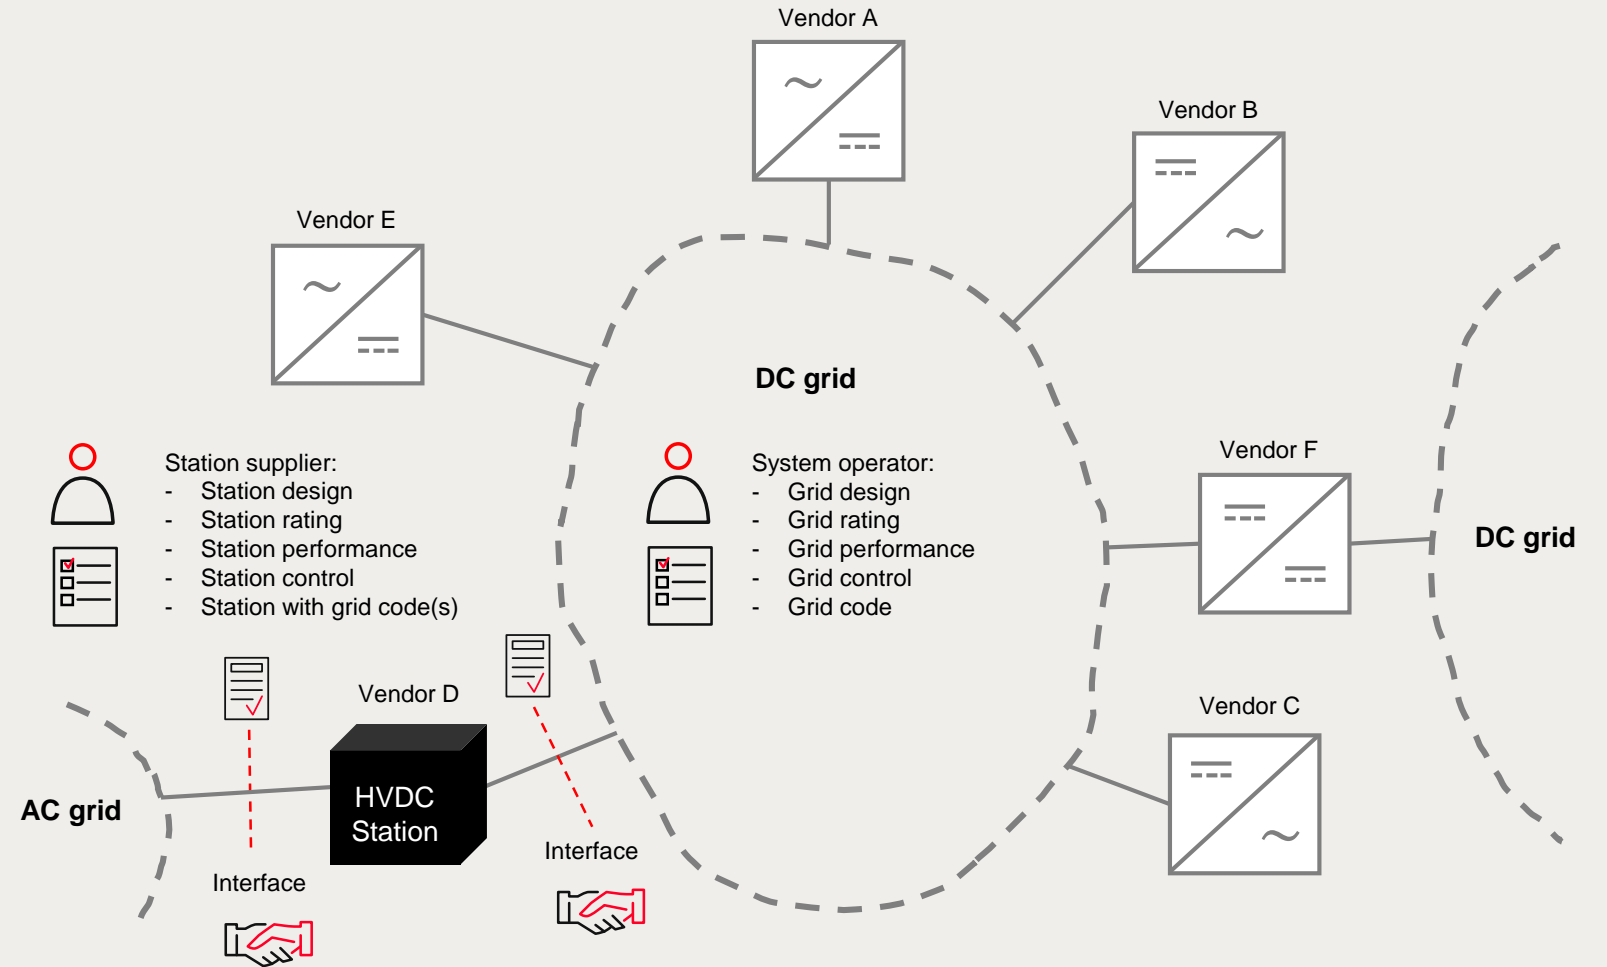 Vendor A
Vendor B
Vendor E
DC grid
Vendor F
Station supplier:
- Station design
- Station rating
- Station performance
- Station control
- Station with grid code(s)
System operator:
- Grid design
- Grid rating
- Grid performance
- Grid control
- Grid code
DC grid
Vendor D
Vendor C
AC grid
HVDC
Station
Interface
Interface